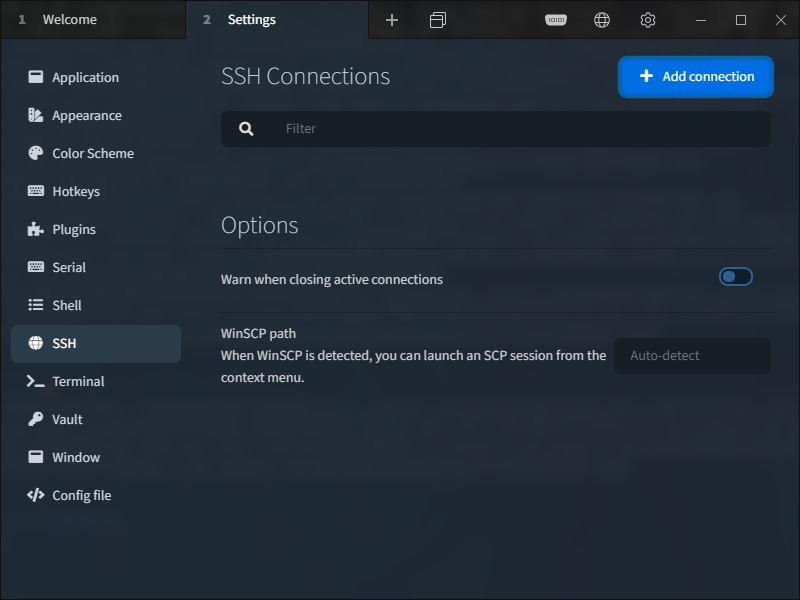 1 Welcome
2 Settings
Application
Appearance
Color Scheme
Hotkeys
Plugins
Serial
Shell
SSH
Terminal
Vault
Window
Config file
SSH Connections
Add connection
Filter
Options
Warn when closing active connections
WinSCP path
When WinSCP is detected, you can launch an SCP session from the
context menu.
Auto-detect